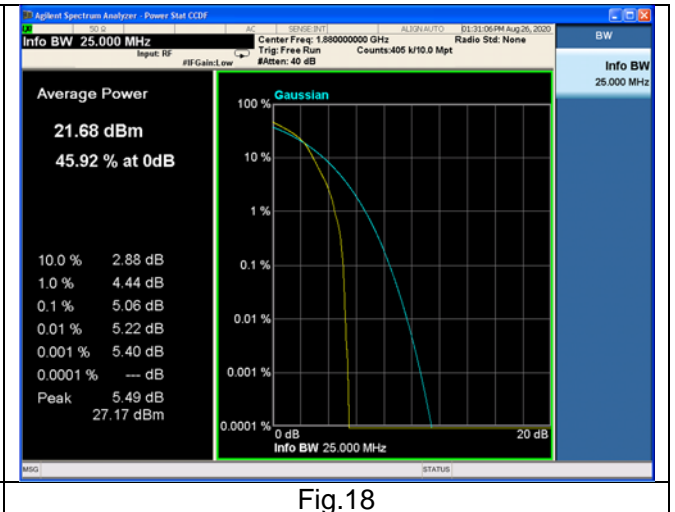 Agilent Spectrum Analyzer - Power Stat CCDF
50 Ω AC SENSE:INT ALIGN AUTO 01:31:06 PM Aug 26, 2020
Info BW 25.000 MHz
Center Freq: 1.880000000 GHz Radio Std: None
Input: RF Trig: Free Run Counts:405 k/10.0 Mpt
#IFGain:Low #Atten: 40 dB
BW
Info BW
25.000 MHz
Average Power
21.68 dBm
45.92 % at 0dB
10.0 % 2.88 dB
1.0 % 4.44 dB
0.1 % 5.06 dB
0.01 % 5.22 dB
0.001 % 5.40 dB
0.0001 % --- dB
Peak 5.49 dB
27.17 dBm
Gaussian
100 %
10 %
1 %
0.1 %
0.01 %
0.001 %
0.0001 %
0 dB 20 dB
Info BW 25.000 MHz
MSG STATUS
Fig.18